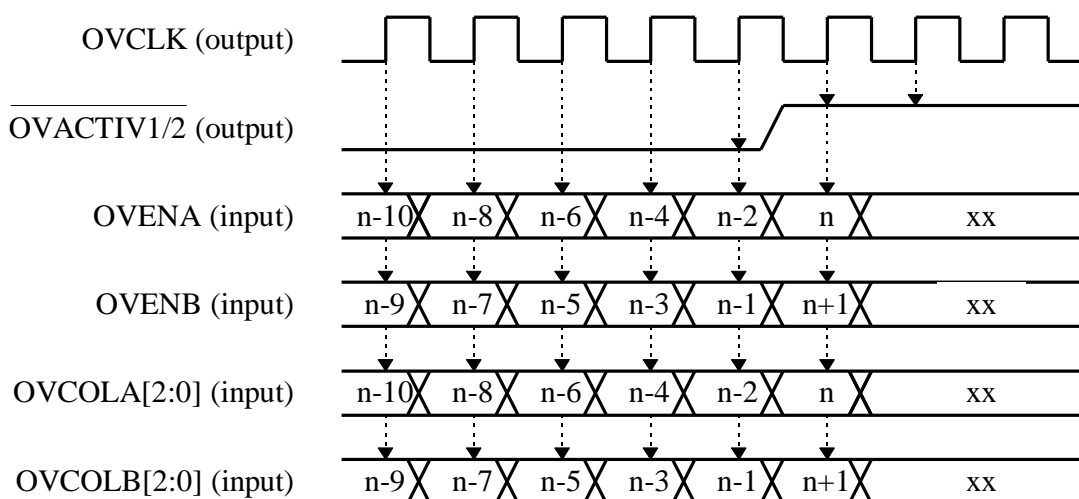 OVCLK (output)
OVACTIV1/2 (output)
OVENA (input) n-10 n-8 n-6 n-4 n-2 n xx
OVENB (input) n-9 n-7 n-5 n-3 n-1 n+1 xx
OVCOLA[2:0] (input) n-10 n-8 n-6 n-4 n-2 n xx
OVCOLB[2:0] (input) n-9 n-7 n-5 n-3 n-1 n+1 xx